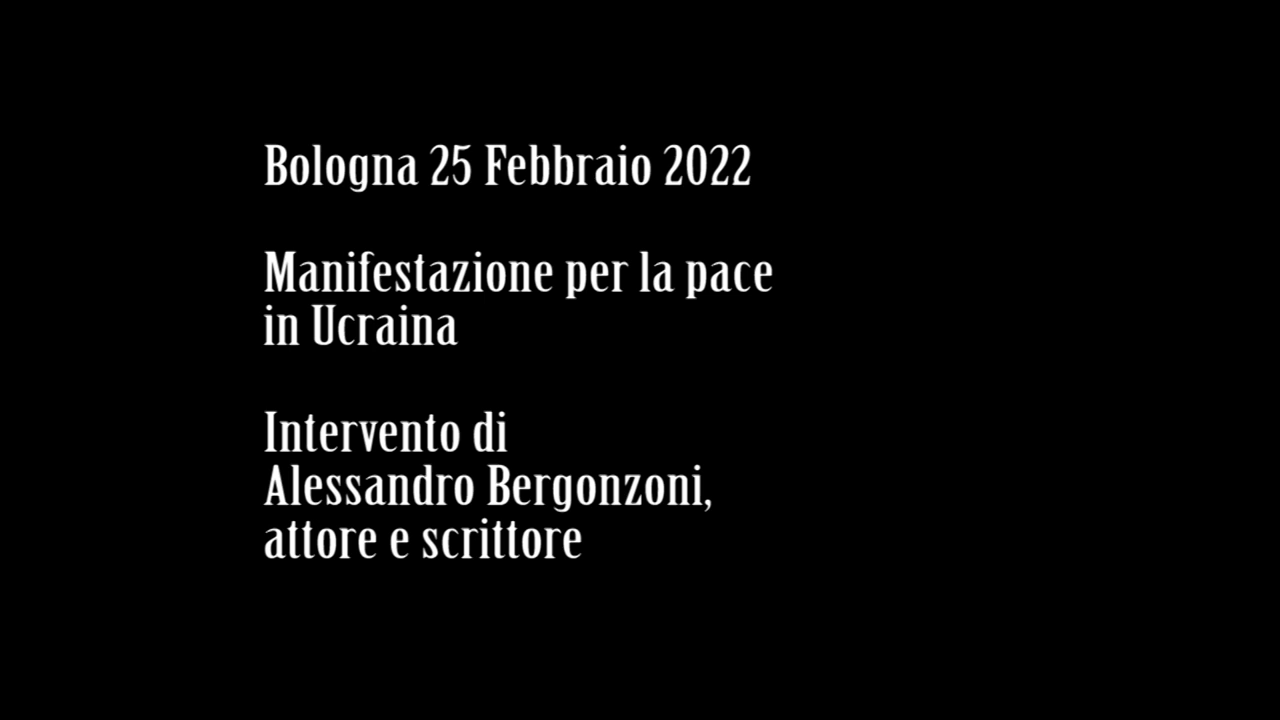 Bologna 25 Febbraio 2022
Manifestazione per la pace
in Ucraina
Intervento di
Alessandro Bergonzoni,
attore e scrittore